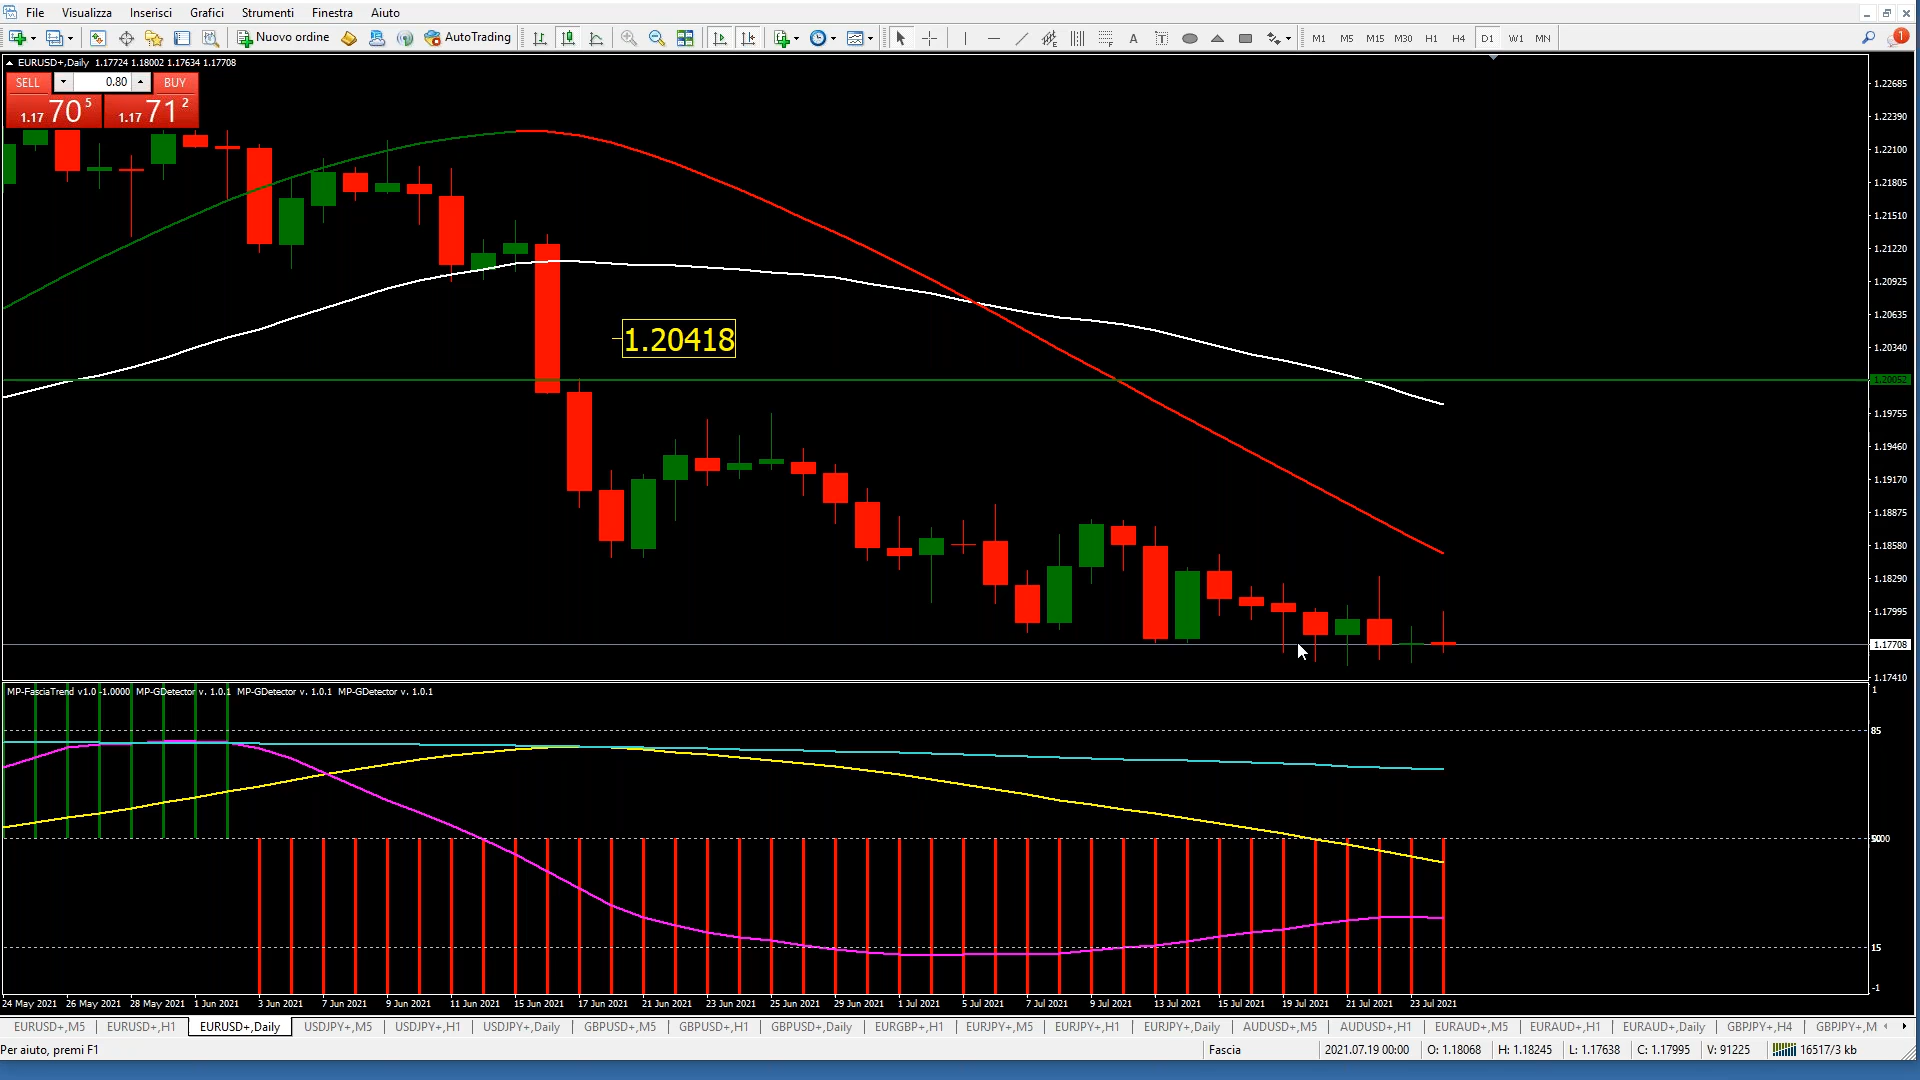 File Visualizza Inserisci Grafici Strumenti Finestra Aiuto
Nuovo ordine AutoTrading M1 M5 M15 M30 H1 H4 D1 W1 MN 1
EURUSD+,Daily 1.17724 1.18002 1.17634 1.17708
SELL 0.80 BUY
1.17 70 5 1.17 71 2
1.22685
1.22390
1.22100
1.21805
1.21510
1.21220
1.20925
1.20635
1.20418
1.20340
1.20052
1.19755
1.19460
1.19170
1.18875
1.18580
1.18290
1.17995
1.17708
1.17410
MP-FasciaTrend v1.0 -1.0000 MP-GDetector v. 1.0.1 MP-GDetector v. 1.0.1 MP-GDetector v. 1.0.1
1
85
15
-1
24 May 2021 26 May 2021 28 May 2021 1 Jun 2021 3 Jun 2021 7 Jun 2021 9 Jun 2021 11 Jun 2021 15 Jun 2021 17 Jun 2021 21 Jun 2021 23 Jun 2021 25 Jun 2021 29 Jun 2021 1 Jul 2021 5 Jul 2021 7 Jul 2021 9 Jul 2021 13 Jul 2021 15 Jul 2021 19 Jul 2021 21 Jul 2021 23 Jul 2021
EURUSD+,M5 EURUSD+,H1 EURUSD+,Daily USDJPY+,M5 USDJPY+,H1 USDJPY+,Daily GBPUSD+,M5 GBPUSD+,H1 GBPUSD+,Daily EURGBP+,H1 EURJPY+,M5 EURJPY+,H1 EURJPY+,Daily AUDUSD+,M5 AUDUSD+,H1 EURAUD+,M5 EURAUD+,H1 EURAUD+,Daily GBPJPY+,H4 GBPJPY+,M
Per aiuto, premi F1 Fascia 2021.07.19 00:00 O: 1.18068 H: 1.18245 L: 1.17638 C: 1.17995 V: 91225 16517/3 kb